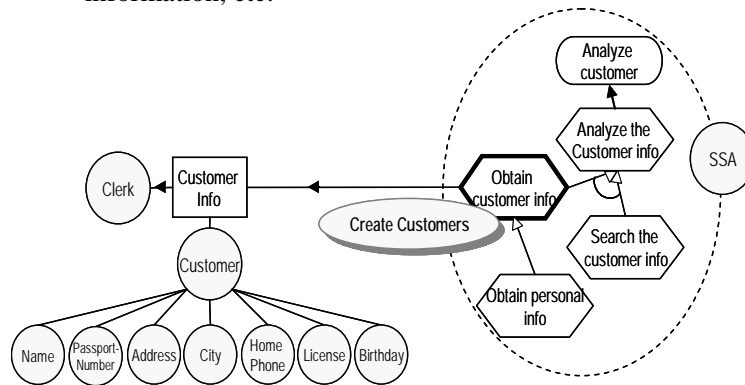 information, etc.
Analyze
customer
Analyze the
Customer info
SSA
Clerk
Customer
Info
Obtain
customer info
Create Customers
Search the
customer info
Customer
Obtain personal
info
Name
Passport-
Number
Address
City
Home
Phone
License
Birthday